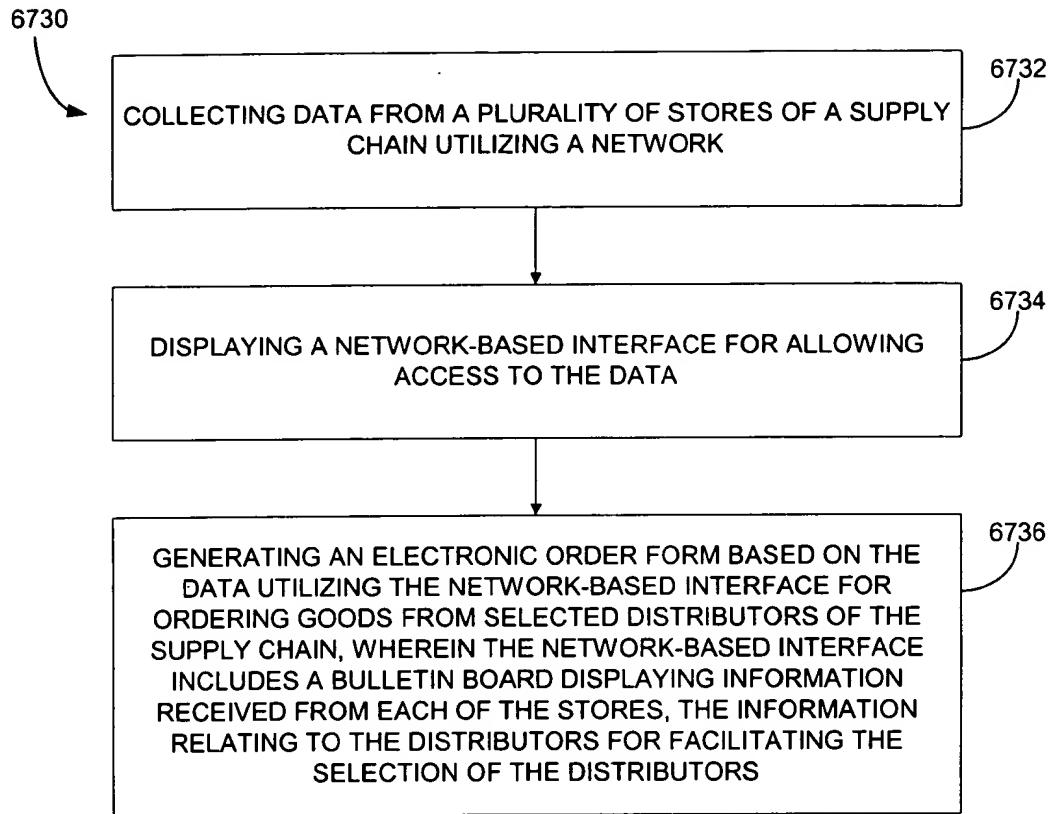 6730
6732
COLLECTING DATA FROM A PLURALITY OF STORES OF A SUPPLY
CHAIN UTILIZING A NETWORK
6734
DISPLAYING A NETWORK-BASED INTERFACE FOR ALLOWING
ACCESS TO THE DATA
6736
GENERATING AN ELECTRONIC ORDER FORM BASED ON THE
DATA UTILIZING THE NETWORK-BASED INTERFACE FOR
ORDERING GOODS FROM SELECTED DISTRIBUTORS OF THE
SUPPLY CHAIN, WHEREIN THE NETWORK-BASED INTERFACE
INCLUDES A BULLETIN BOARD DISPLAYING INFORMATION
RECEIVED FROM EACH OF THE STORES, THE INFORMATION
RELATING TO THE DISTRIBUTORS FOR FACILITATING THE
SELECTION OF THE DISTRIBUTORS